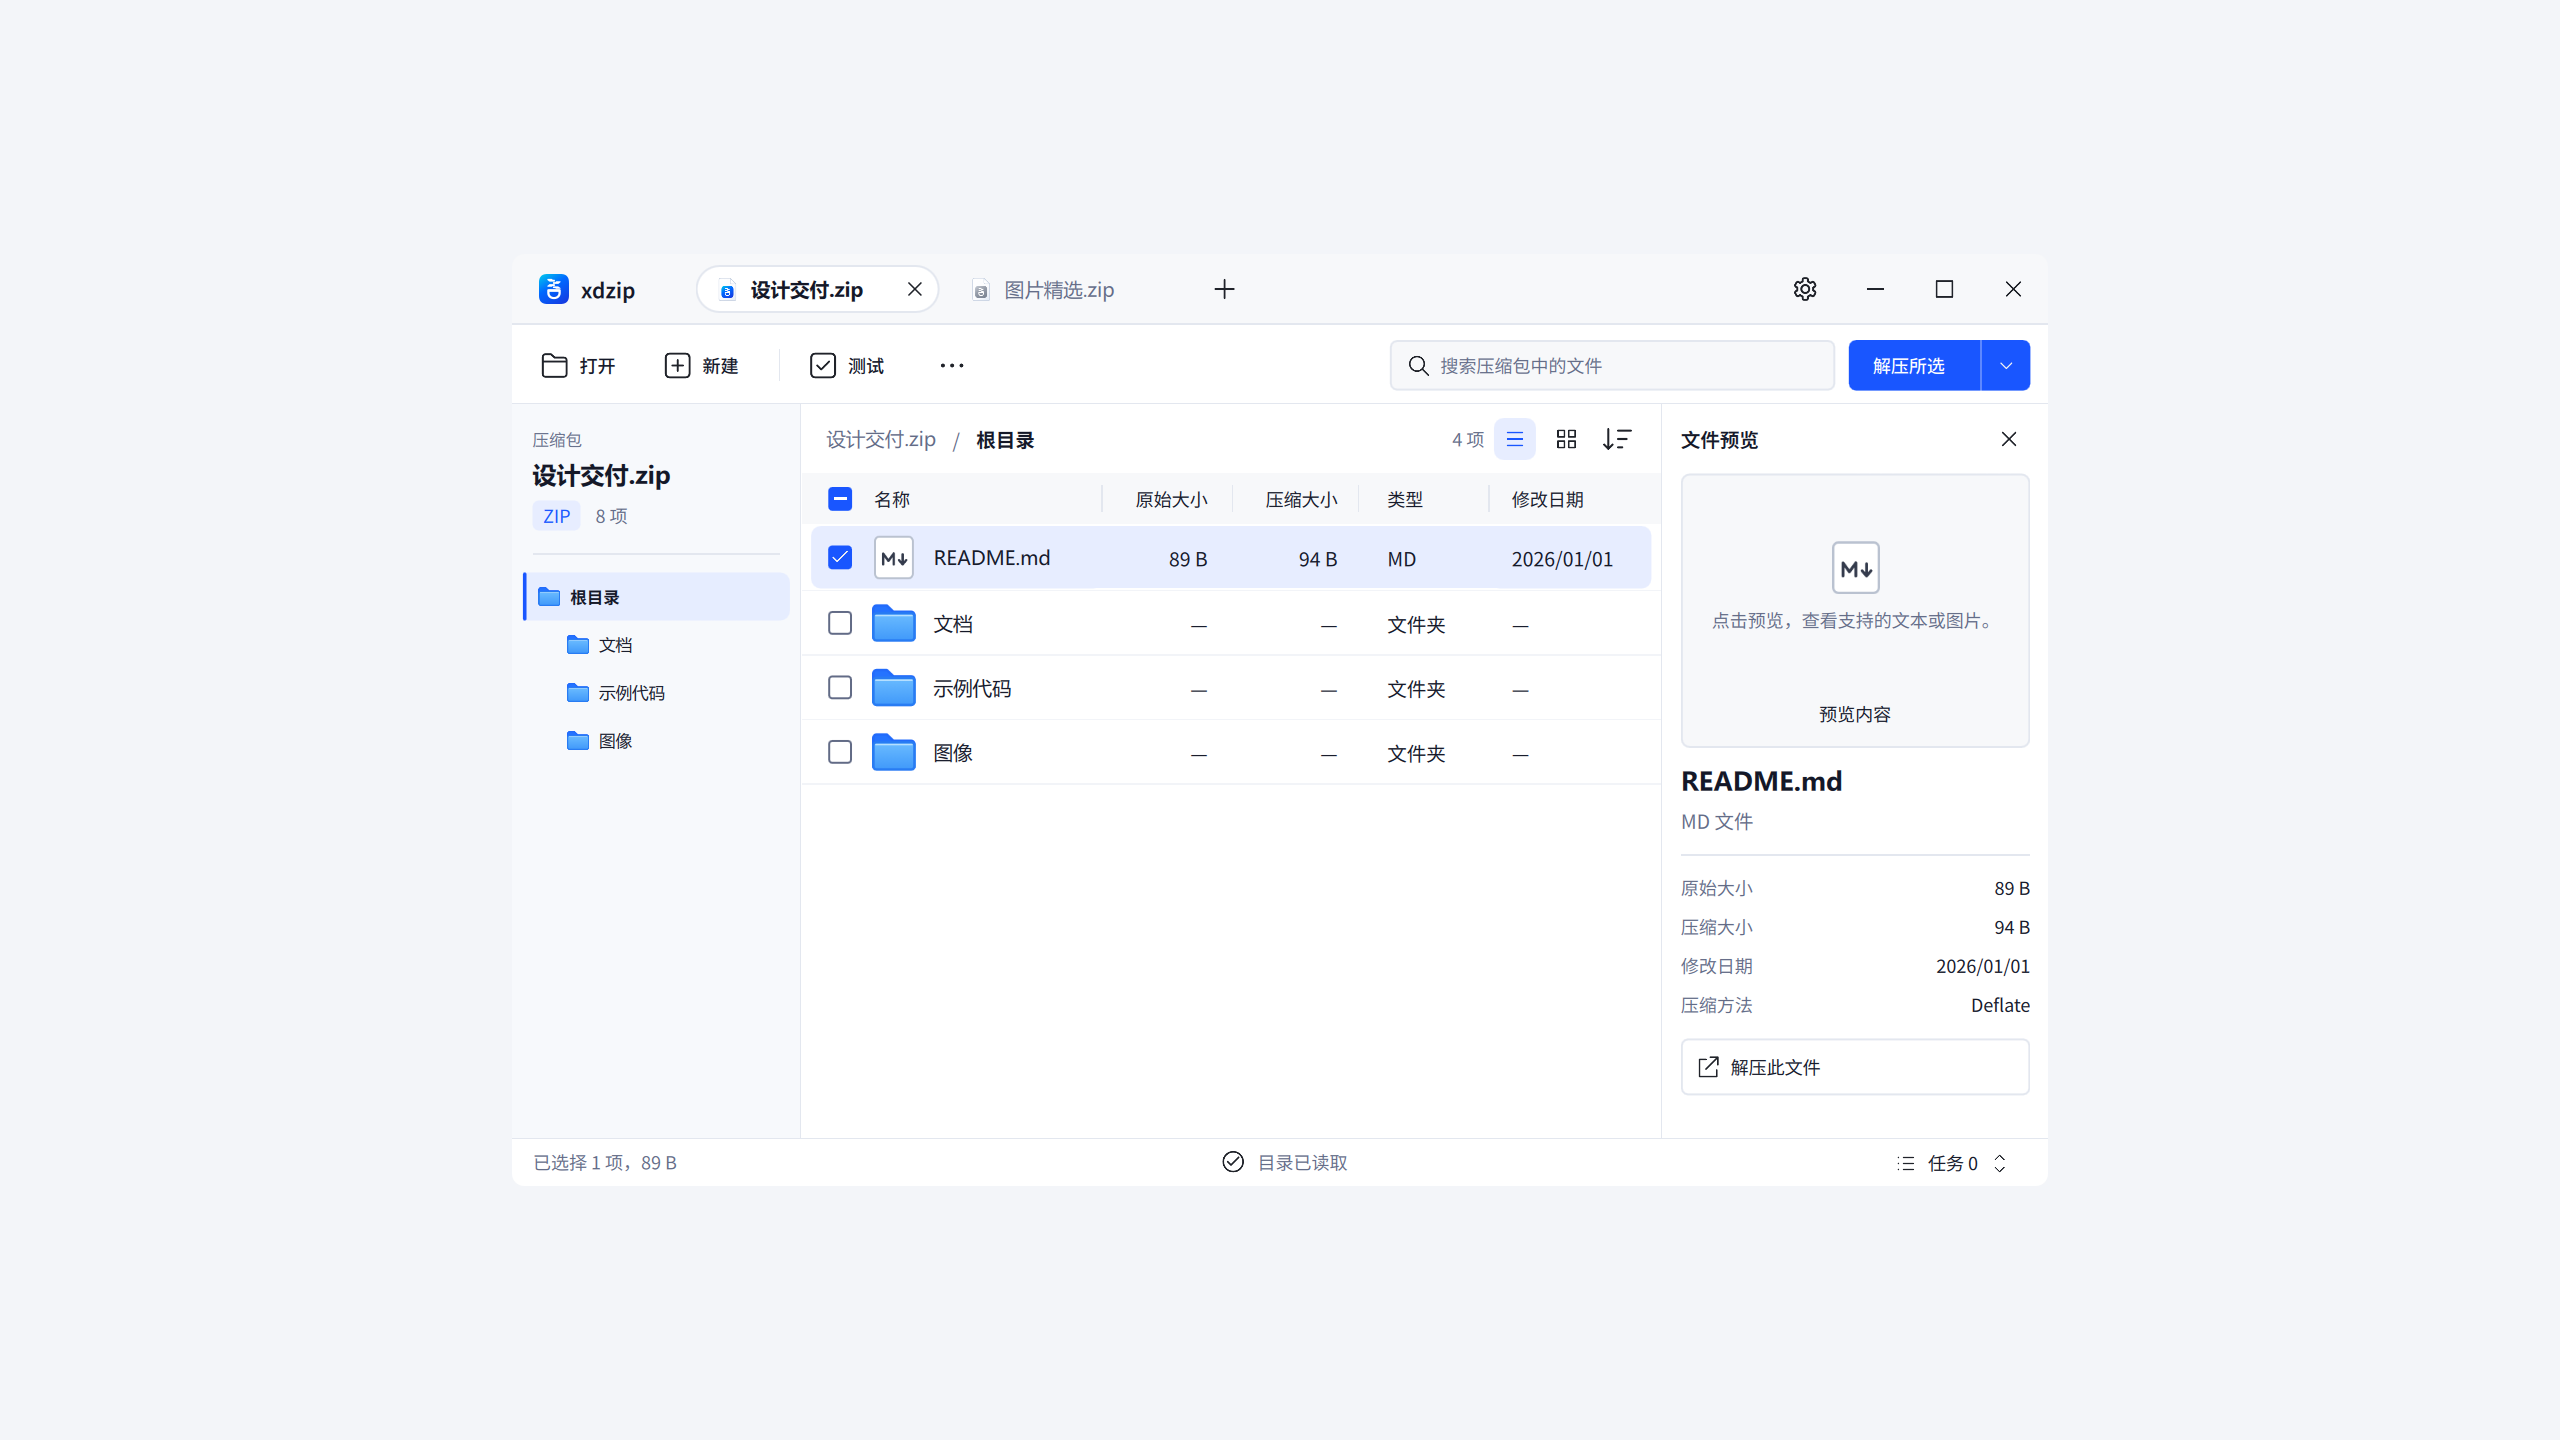 xdzip
设计交付.zip
图片精选.zip
打开
新建
测试
搜索压缩包中的文件
解压所选
压缩包
设计交付.zip
ZIP 8 项
根目录
文档
示例代码
图像
设计交付.zip / 根目录
4 项
名称 原始大小 压缩大小 类型 修改日期
README.md 89 B 94 B MD 2026/01/01
文档 — — 文件夹 —
示例代码 — — 文件夹 —
图像 — — 文件夹 —
文件预览
M
点击预览，查看支持的文本或图片。
预览内容
README.md
MD 文件
原始大小 89 B
压缩大小 94 B
修改日期 2026/01/01
压缩方法 Deflate
解压此文件
已选择 1 项，89 B
目录已读取
任务 0